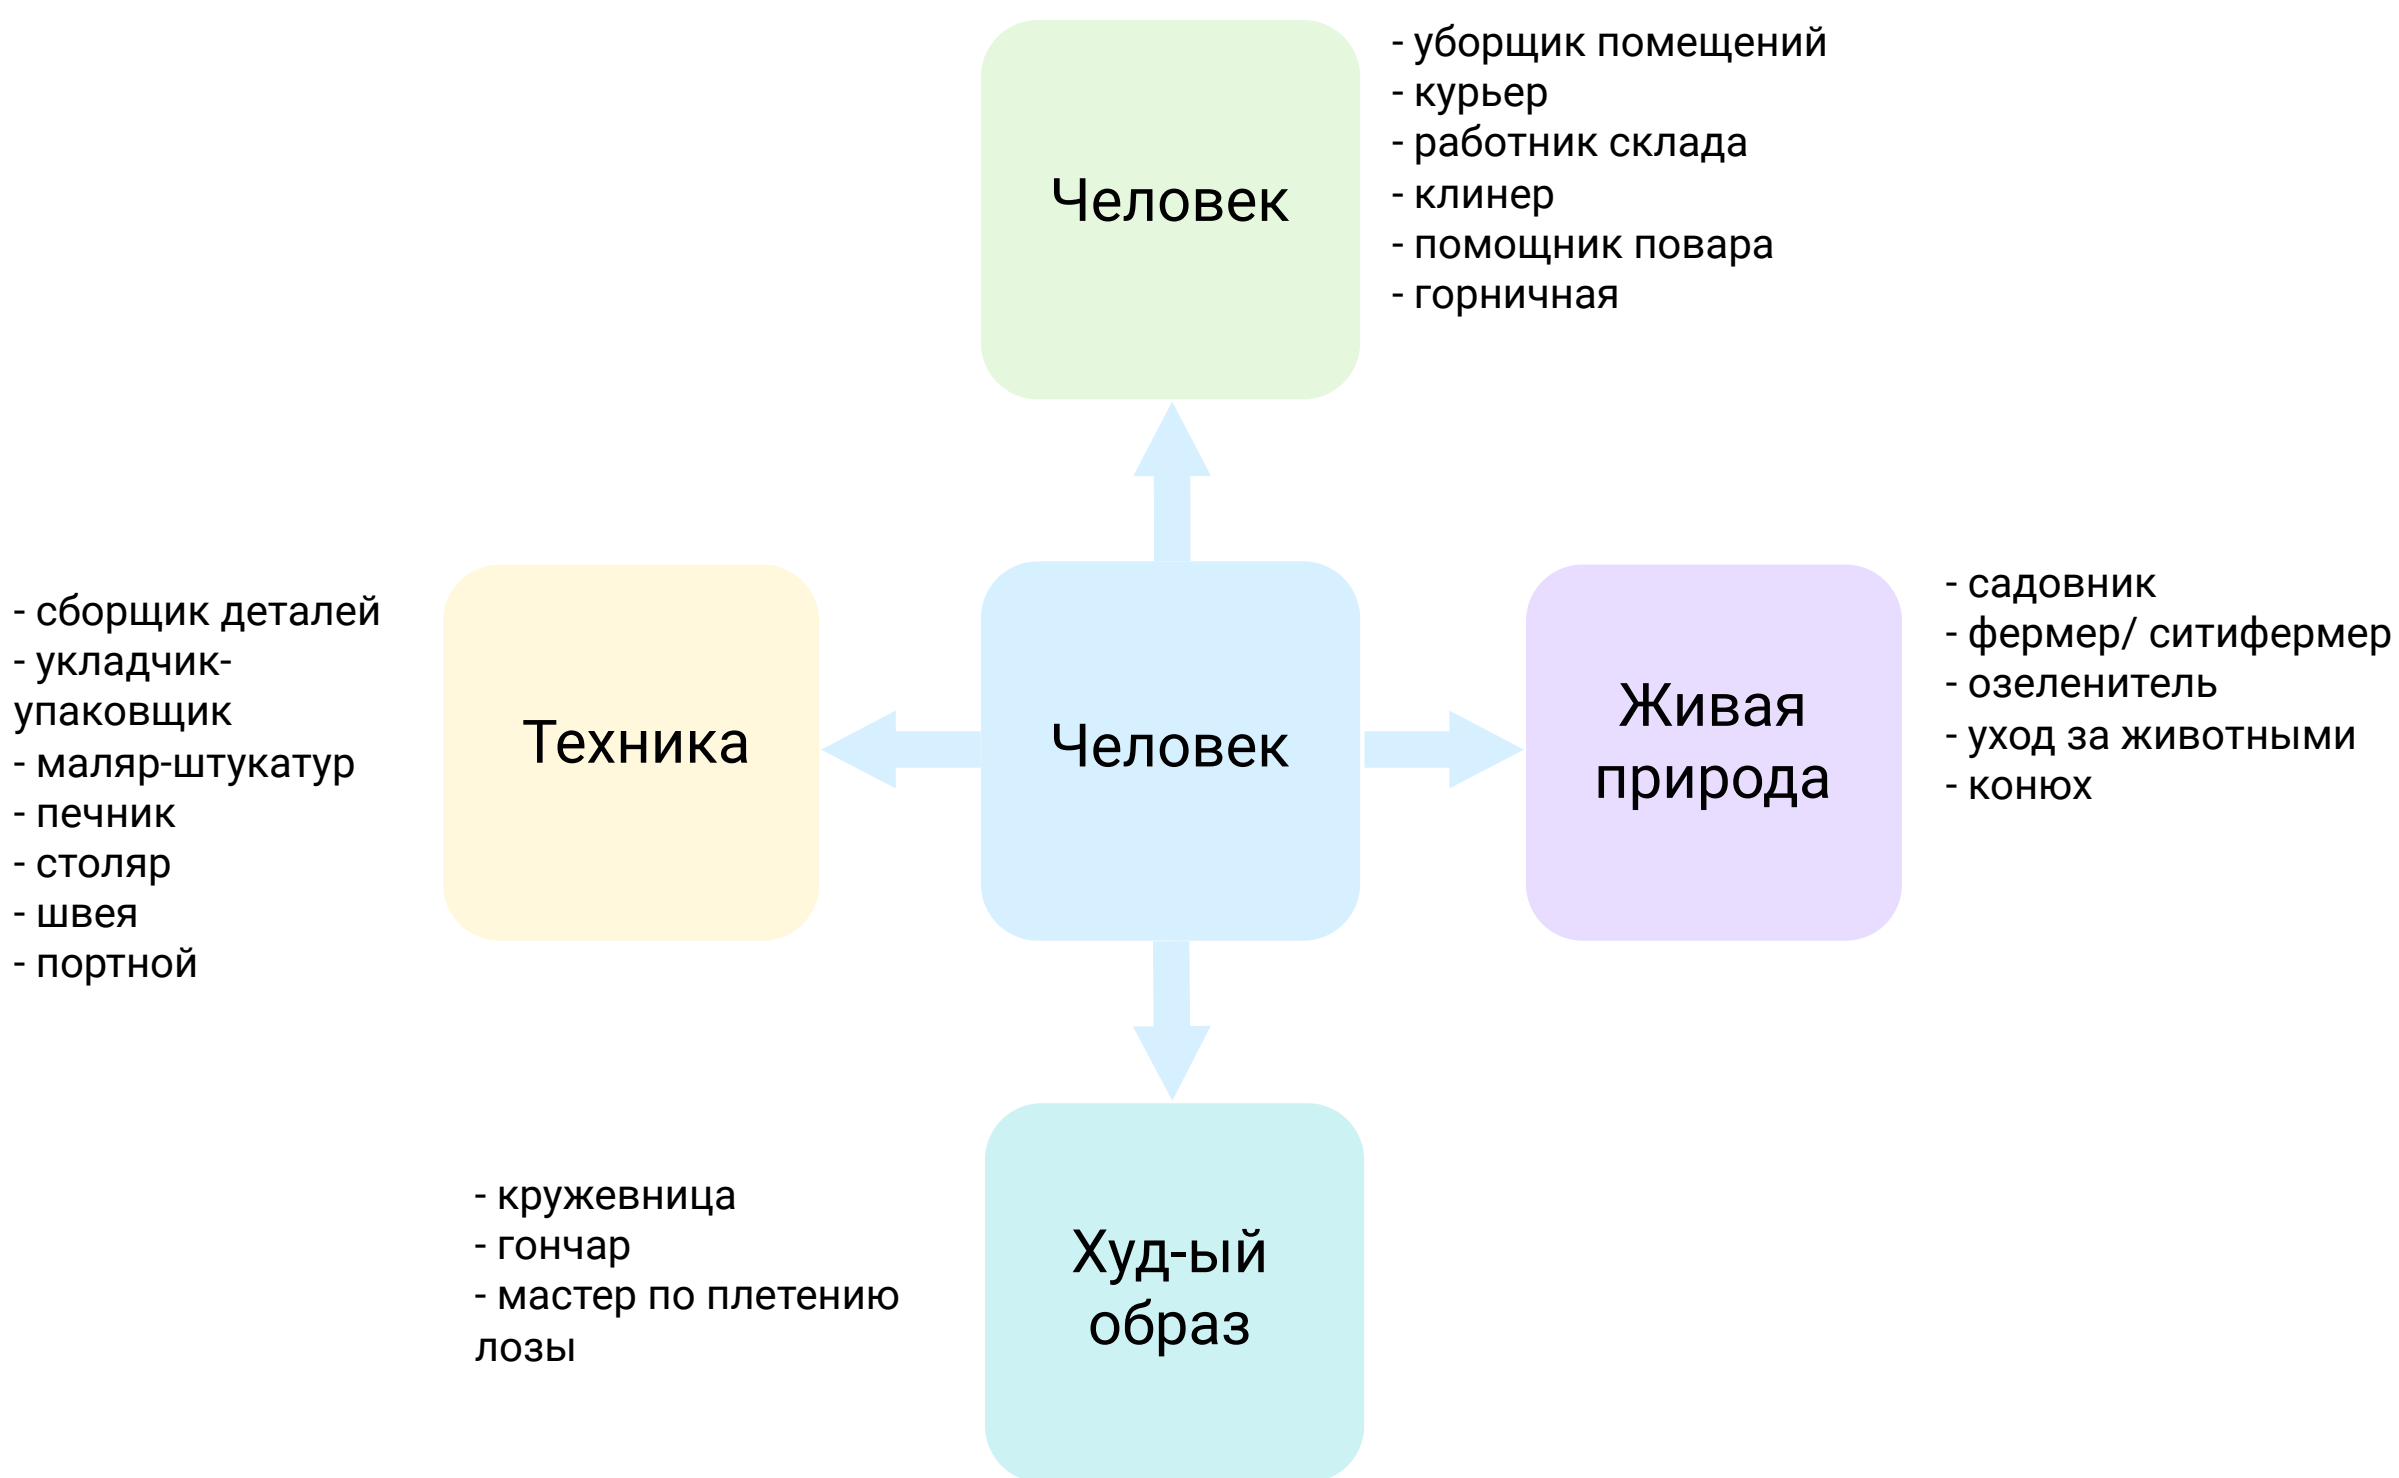 Человек
- уборщик помещений
- курьер
- работник склада
- клинер
- помощник повара
- горничная
- сборщик деталей
- укладчик-
упаковщик
- маляр-штукатур
- печник
- столяр
- швея
- портной
Техника
Человек
Живая
природа
- садовник
- фермер/ ситифермер
- озеленитель
- уход за животными
- конюх
- кружевница
- гончар
- мастер по плетению
лозы
Худ-ый
образ